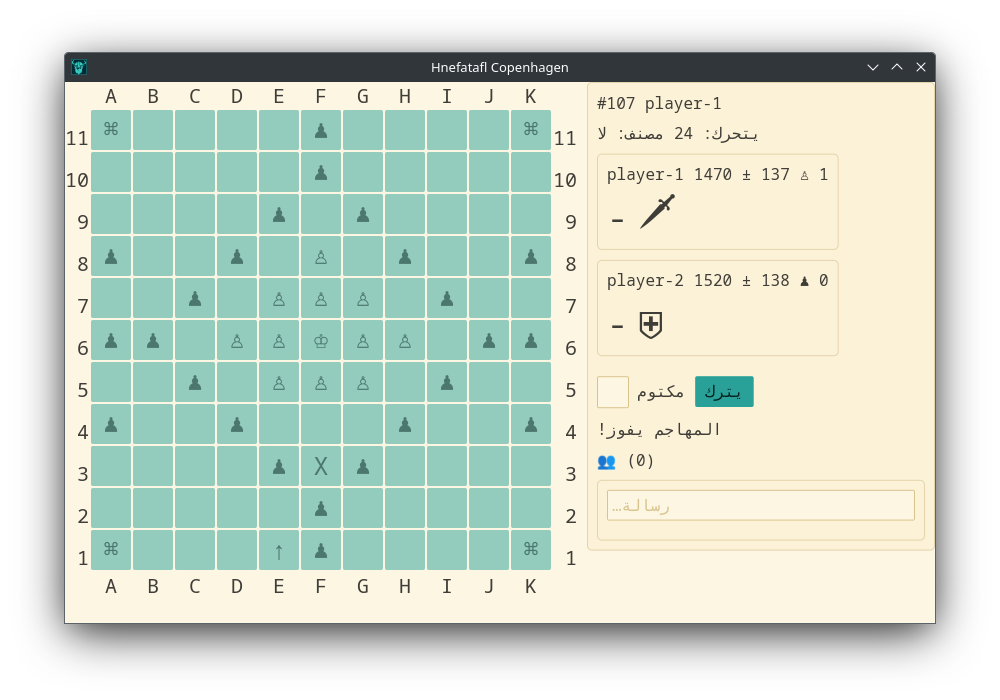 Hnefatafl Copenhagen
A B C D E F G H I J K
11 ⌘ ♟ ⌘ 11
10 ♟ 10
9 ♟ ♟ 9
8 ♟ ♟ ♙ ♟ ♟ 8
7 ♟ ♙ ♙ ♙ ♟ 7
6 ♟ ♟ ♙ ♙ ♔ ♙ ♙ ♟ ♟ 6
5 ♟ ♙ ♙ ♙ ♟ 5
4 ♟ ♟ ♟ ♟ 4
3 ♟ X ♟ 3
2 ♟ 2
1 ⌘ ↑ ♟ ⌘ 1
A B C D E F G H I J K
#107 player-1
يتحرك: 24 مصنف: لا
player-1 1470 ± 137 ♙ 1
–
player-2 1520 ± 138 ♟ 0
–
مكتوم يترك
المهاجم يفوز!
👥 (0)
رسالة…